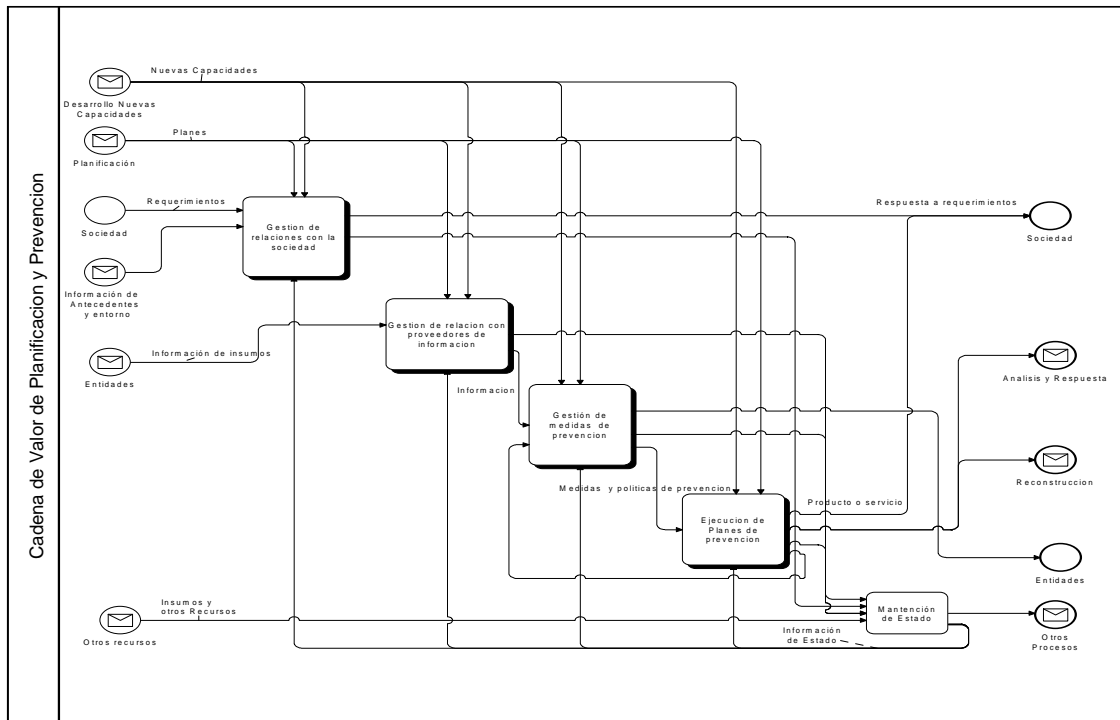 Cadena de Valor de Planificacion y Prevencion
Nuevas Capacidades
Desarrollo Nuevas
Capacidades
Planes
Planificación
Requerimientos
Sociedad
Gestion de
relaciones con la
sociedad
Respuesta a requerimientos
Sociedad
Información de
Antecedentes
y entorno
Gestion de relacion con
proveedores de
informacion
Información de insumos
Entidades
Informacion
Analisis y Respuesta
Gestión de
medidas de
prevencion
Reconstruccion
Medidas y politicas de prevencion
Producto o servicio
Ejecucion de
Planes de
prevencion
Entidades
Insumos y
otros Recursos
Otros recursos
Mantención
de Estado
Información
de Estado
Otros
Procesos